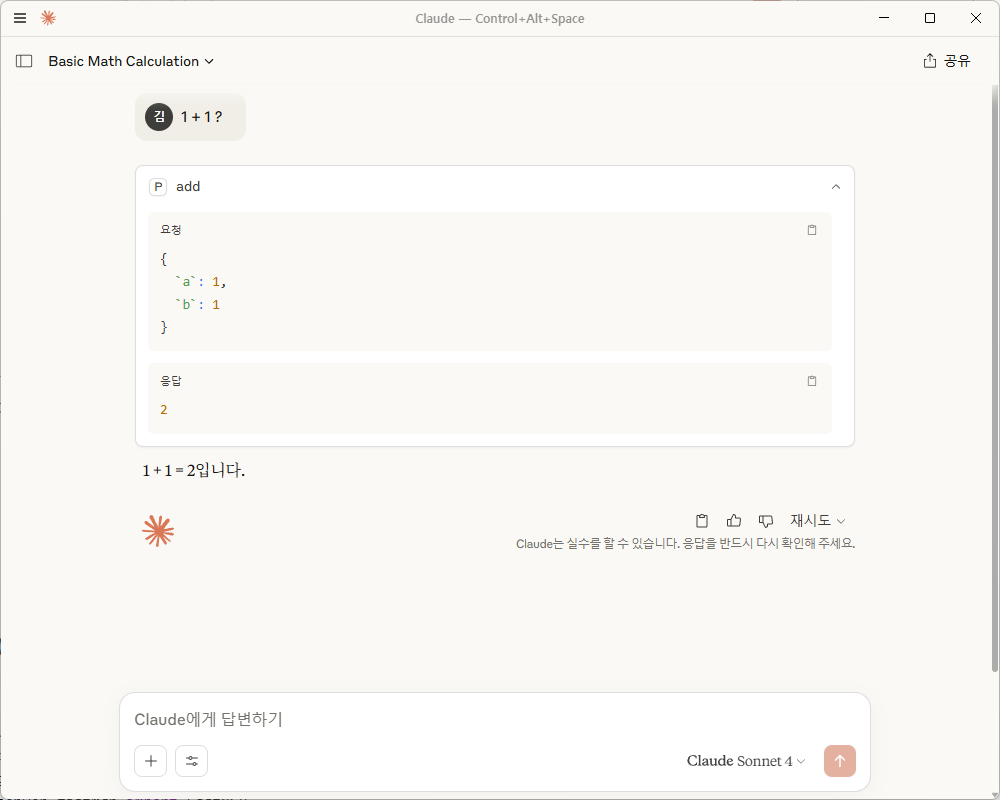 Claude — Control+Alt+Space
Basic Math Calculation
공유
김 1 + 1 ?
P add
요청
{
`a`: 1,
`b`: 1
}
응답
2
1 + 1 = 2입니다.
재시도
Claude는 실수를 할 수 있습니다. 응답을 반드시 다시 확인해 주세요.
Claude에게 답변하기
Claude Sonnet 4